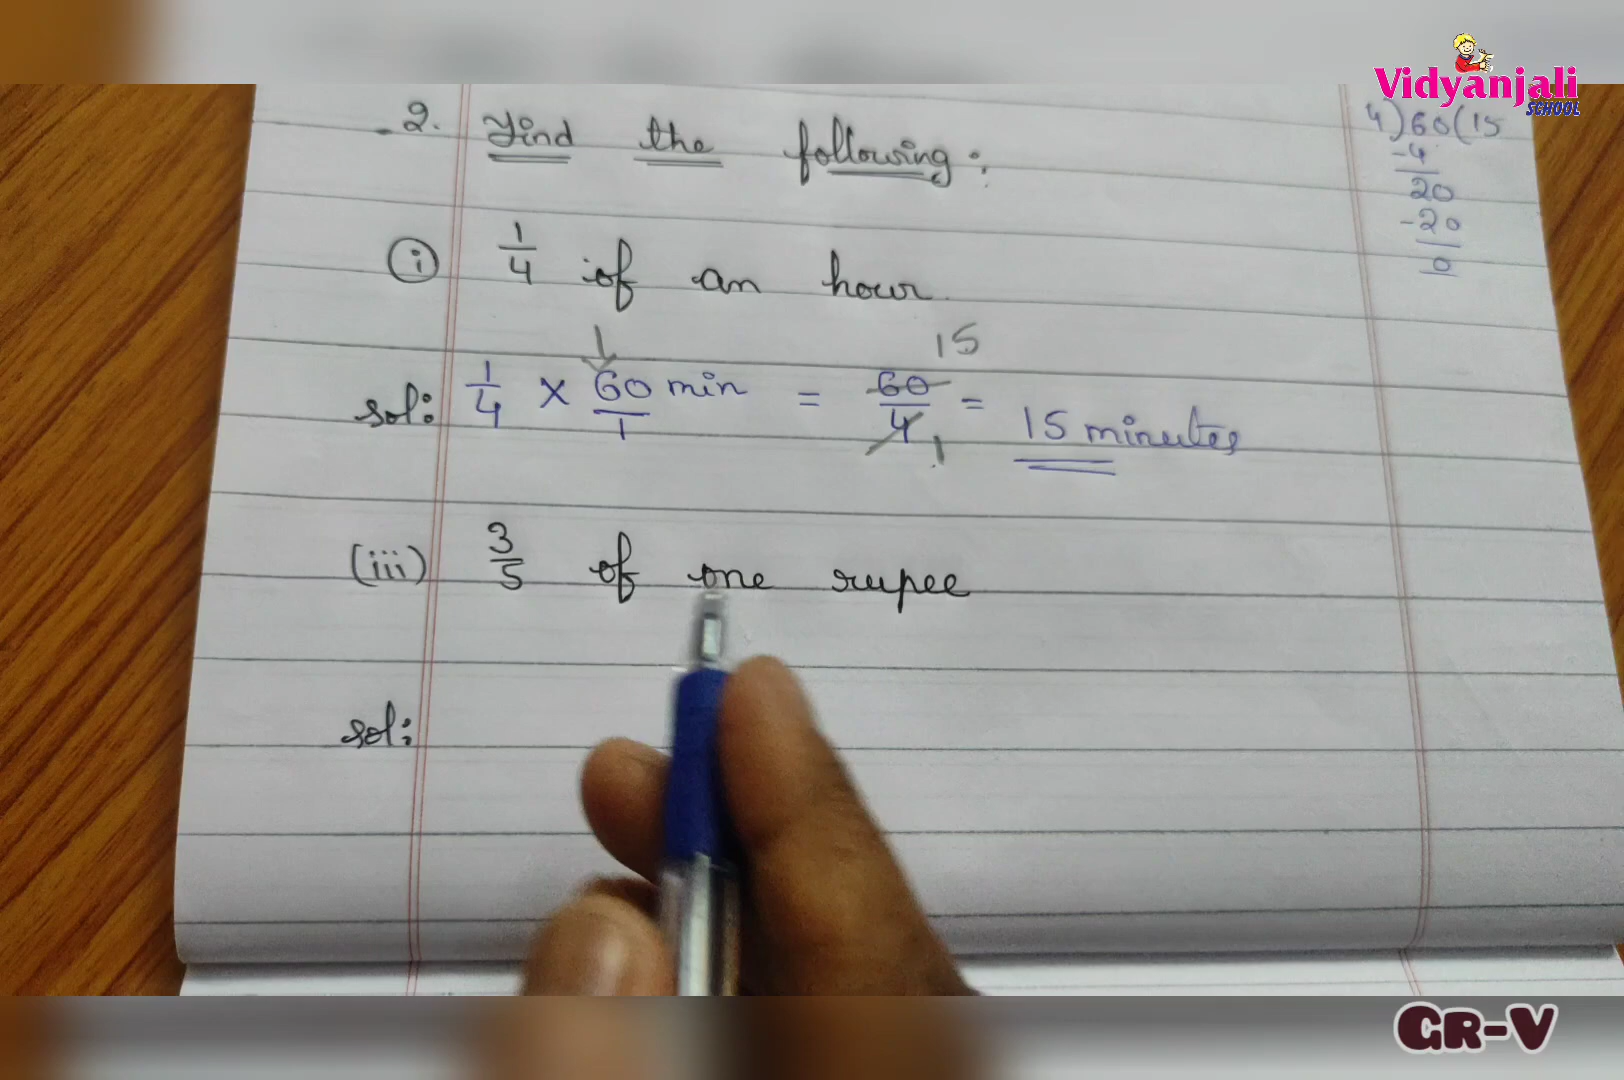 Vidyanjali
SCHOOL
2. Find the following:
4)60(15
-4
20
-20
0
(i) 1/4 of an hour.
1 15
sol: 1/4 × 60/1 min = 60/4 = 15 minutes
1
(iii) 3/5 of one rupee
sol:
GR-V